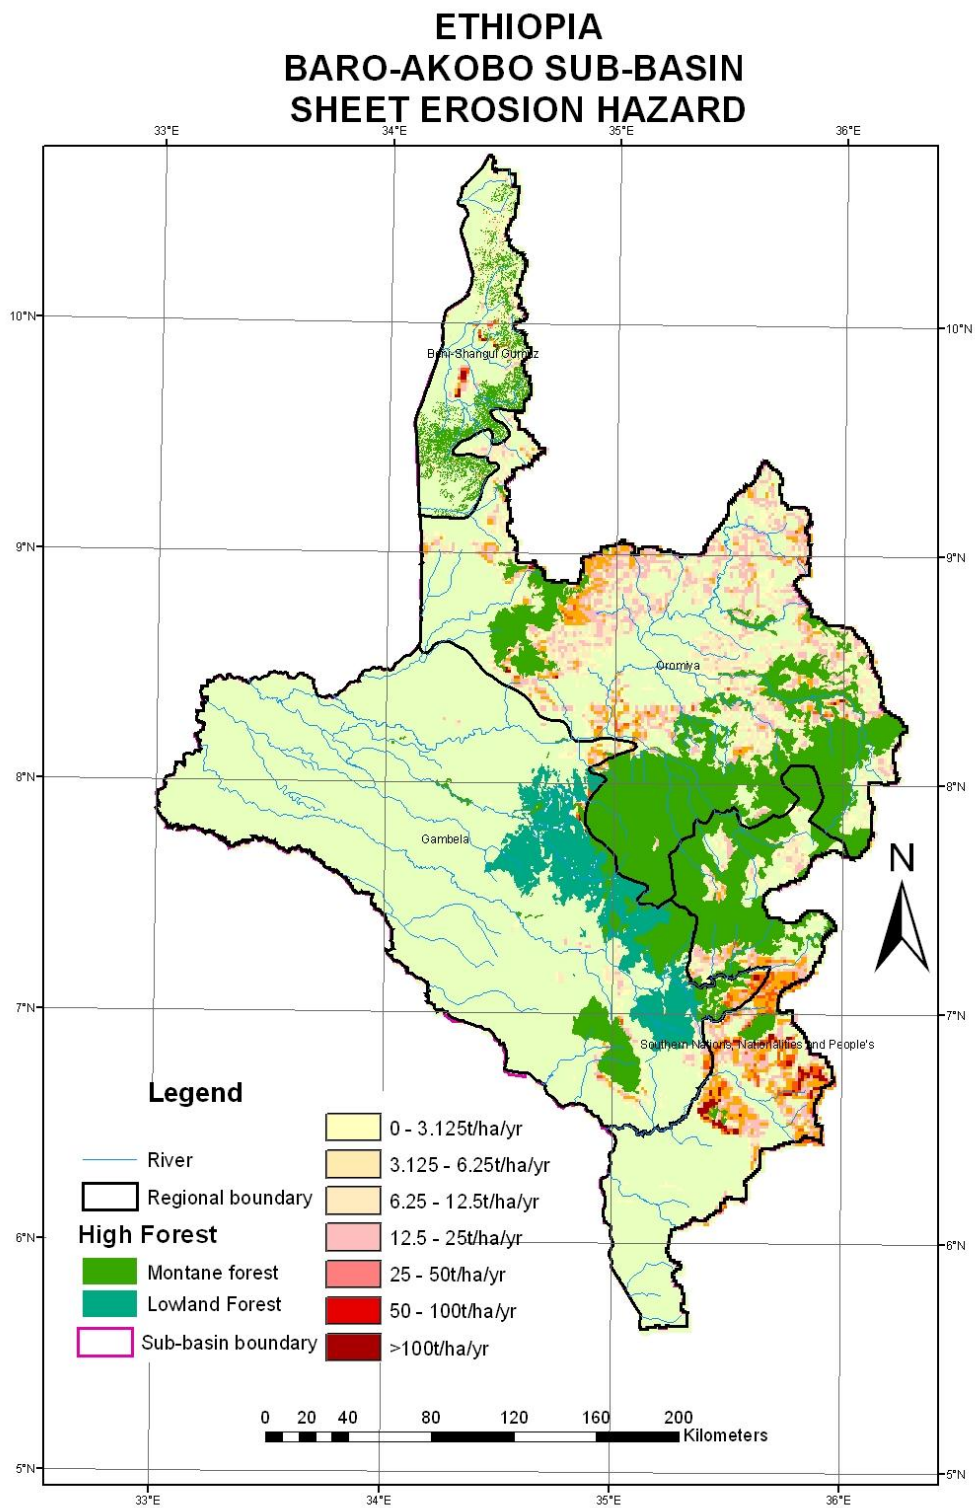 ETHIOPIA
BARO-AKOBO SUB-BASIN
SHEET EROSION HAZARD
33°E 34°E 35°E 36°E
10°N 10°N
Beni-Shangul Gumuz
9°N 9°N
Oromiya
8°N 8°N
Gambela
N
7°N 7°N
Southern Nations, Nationalities and People's
6°N 6°N
5°N 5°N
Legend
River
Regional boundary
High Forest
Montane forest
Lowland Forest
Sub-basin boundary
0 - 3.125t/ha/yr
3.125 - 6.25t/ha/yr
6.25 - 12.5t/ha/yr
12.5 - 25t/ha/yr
25 - 50t/ha/yr
50 - 100t/ha/yr
>100t/ha/yr
0 20 40 80 120 160 200
Kilometers
33°E 34°E 35°E 36°E